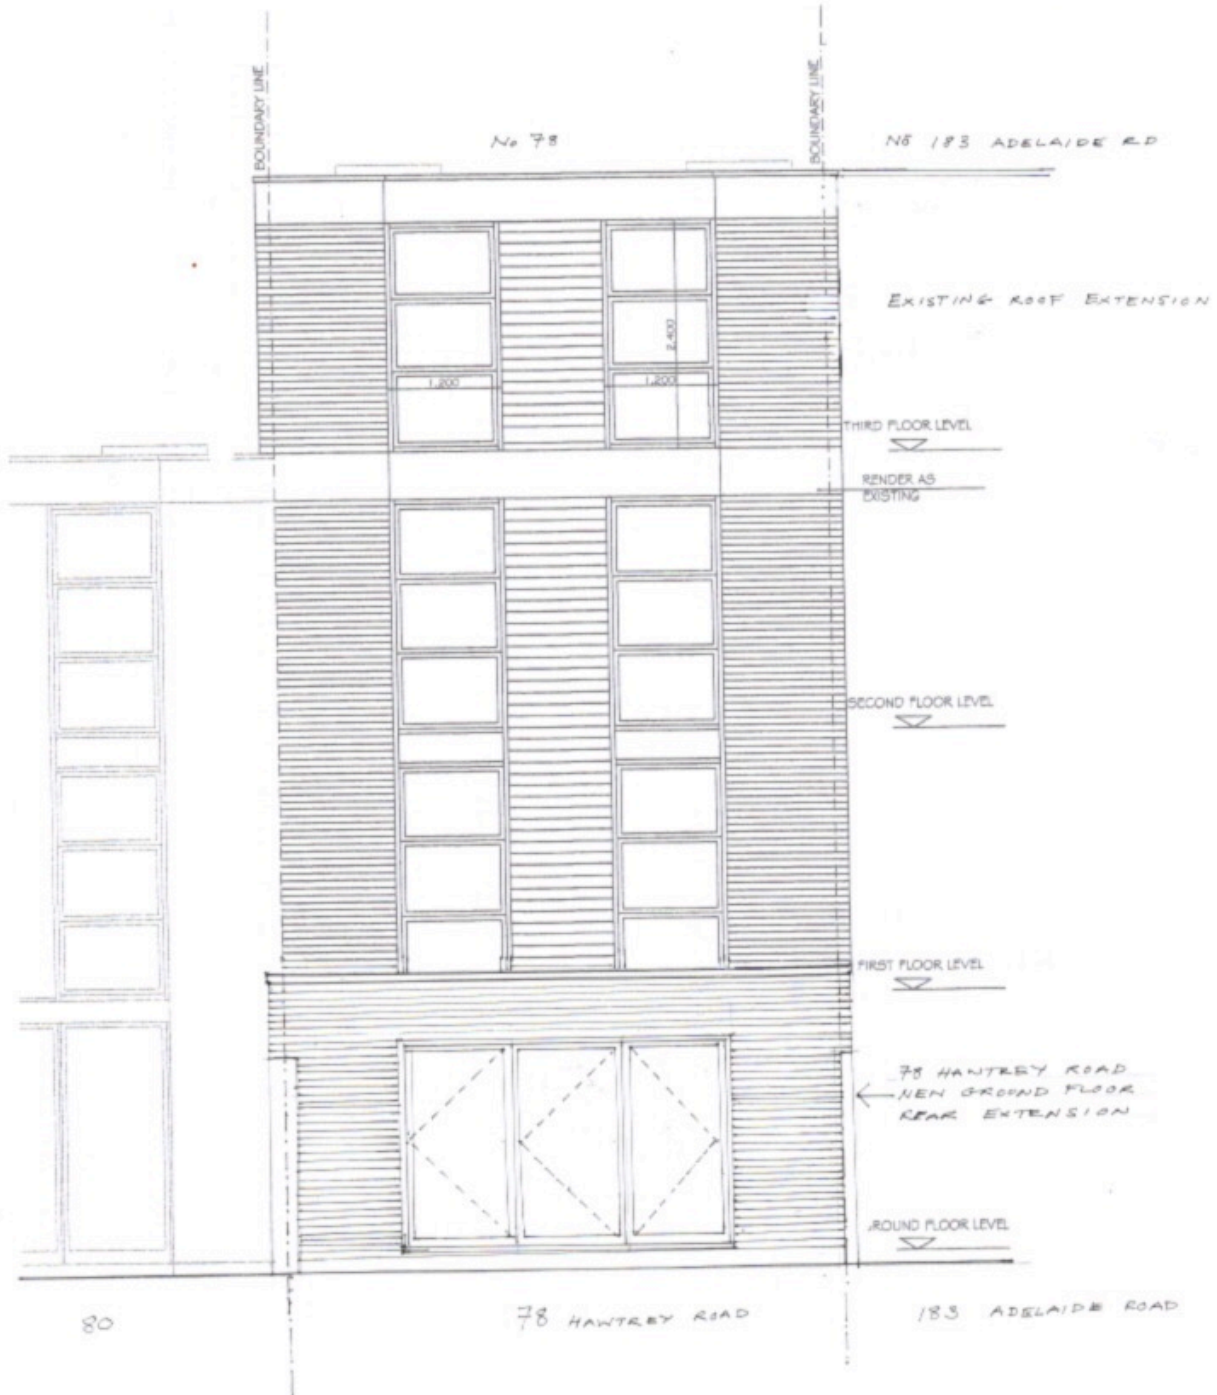 BOUNDARY LINE
BOUNDARY LINE
No 78
No 183 ADELAIDE RD
EXISTING ROOF EXTENSION
2,400
1,200
1,200
THIRD FLOOR LEVEL
RENDER AS
EXISTING
SECOND FLOOR LEVEL
FIRST FLOOR LEVEL
78 HAWTREY ROAD
NEW GROUND FLOOR
REAR EXTENSION
ROUND FLOOR LEVEL
80
78 HAWTREY ROAD
183 ADELAIDE ROAD